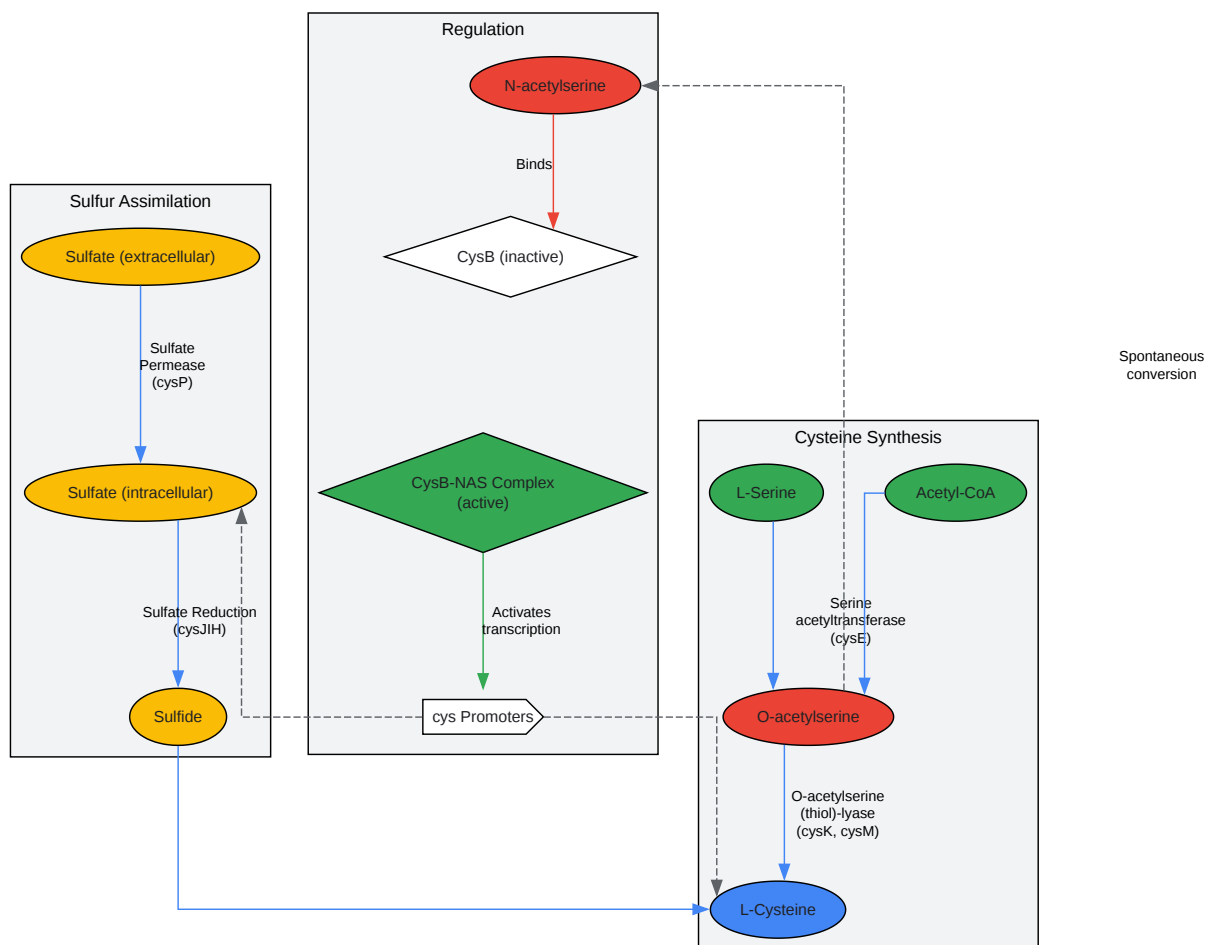 Regulation
N-acetylserine
Binds
CysB (inactive)
CysB-NAS Complex
(active)
Activates
transcription
cys Promoters
Sulfur Assimilation
Sulfate (extracellular)
Sulfate
Permease
(cysP)
Sulfate (intracellular)
Sulfate Reduction
(cysJIH)
Sulfide
Spontaneous
conversion
Cysteine Synthesis
L-Serine
Acetyl-CoA
Serine
acetyltransferase
(cysE)
O-acetylserine
O-acetylserine
(thiol)-lyase
(cysK, cysM)
L-Cysteine